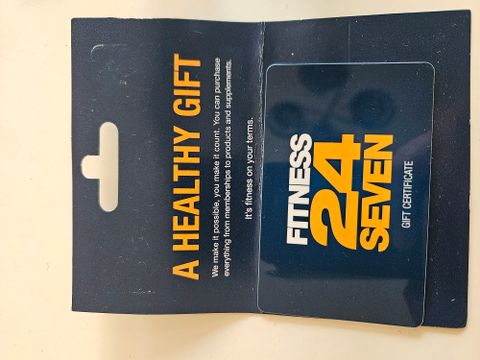 A HEALTHY GIFT
We make it possible, you make it count. You can purchase
everything from memberships to products and supplements.
It's fitness on your terms.
FITNESS
24
SEVEN
GIFT CERTIFICATE